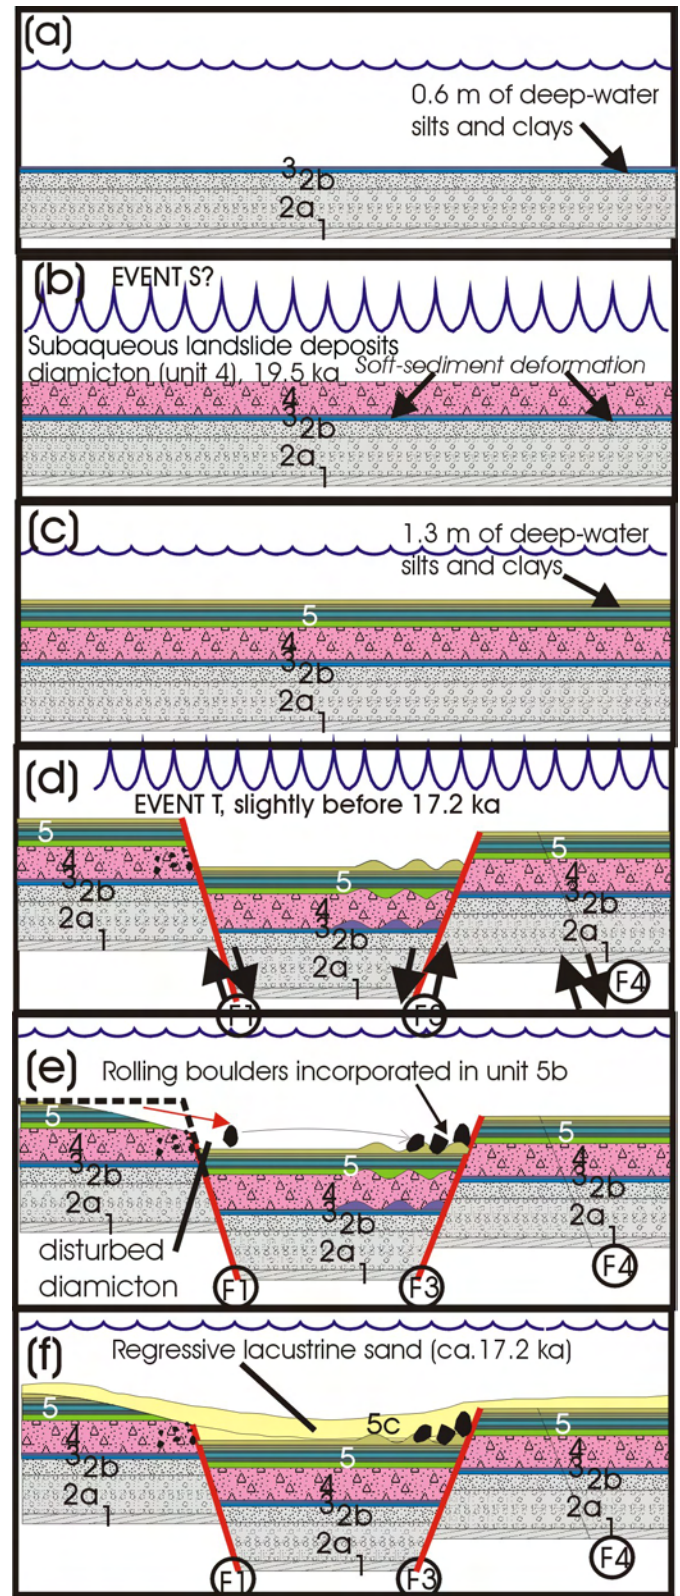 (a)
0.6 m of deep-water
silts and clays
3
2b
2a
1
(b) EVENT S?
Subaqueous landslide deposits
diamicton (unit 4), 19.5 ka
Soft-sediment deformation
4
3
2b
2a
1
(c)
1.3 m of deep-water
silts and clays
5
4
3
2b
2a
1
(d)
EVENT T, slightly before 17.2 ka
5 5 5
4 4 4
3 3 3
2b 2b 2b
2a 2a 2a
1 1 1
F1 F3 F4
(e)
Rolling boulders incorporated in unit 5b
5 5 5
4 4 4
3 3 3
2b 2b 2b
2a 2a 2a
1 1 1
disturbed
diamicton
F1 F3 F4
(f)
Regressive lacustrine sand (ca.17.2 ka)
5c
5 5 5
4 4 4
3 3 3
2b 2b 2b
2a 2a 2a
1 1 1
F1 F3 F4